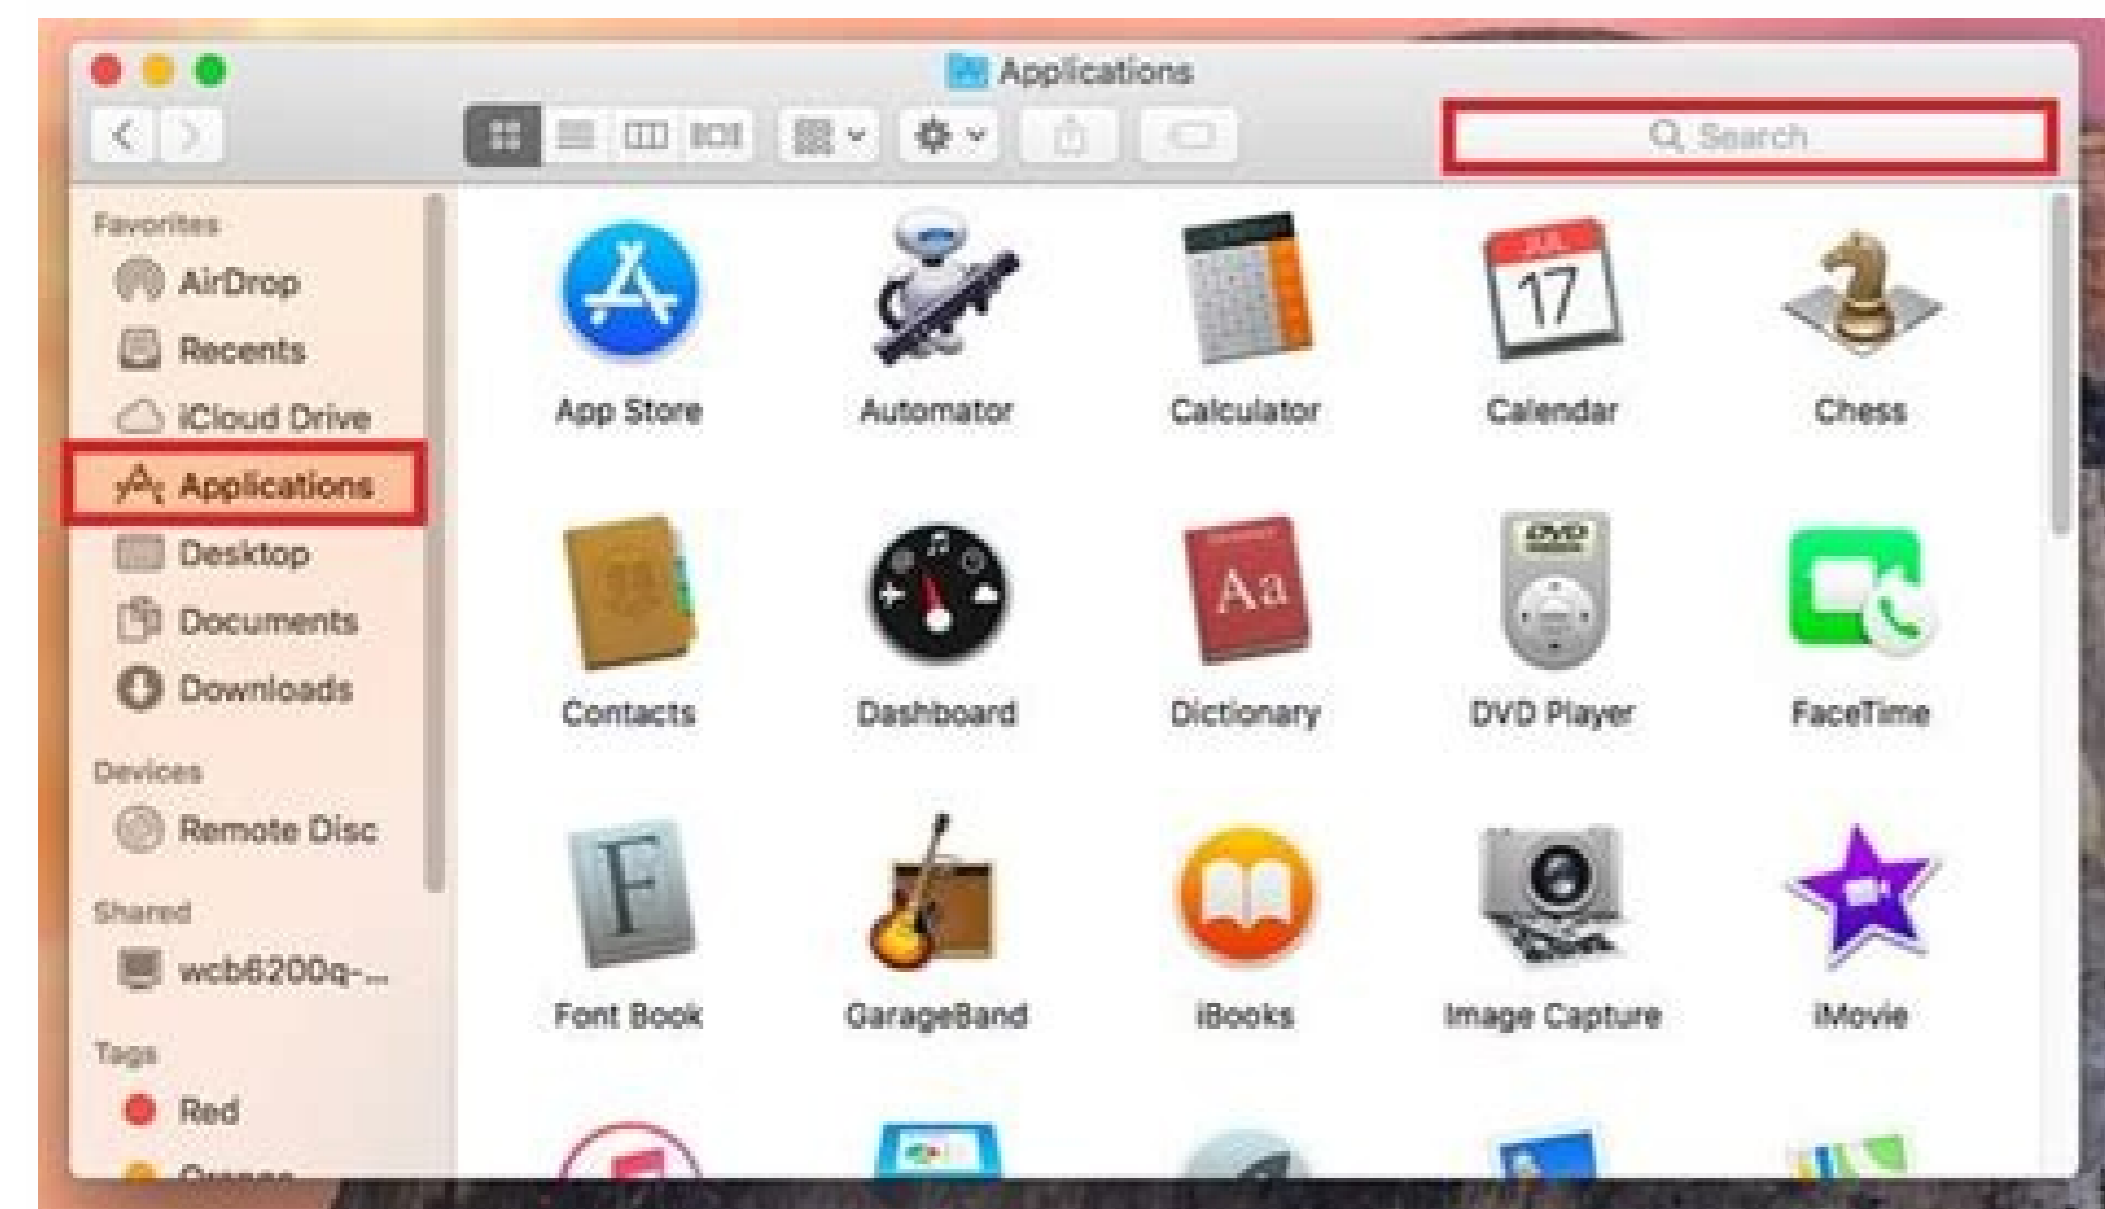 Applications
Search
Favorites
AirDrop
Recents
iCloud Drive
Applications
Desktop
Documents
Downloads
Devices
Remote Disc
Shared
wcb6200q-...
Tags
Red
Orange
JUL
17
App Store
Automator
Calculator
Calendar
Chess
DVD
Aa
Contacts
Dashboard
Dictionary
DVD Player
FaceTime
F
Font Book
GarageBand
iBooks
Image Capture
iMovie